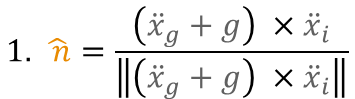 1. n̂ = ((ẍ_g + g) × ẍ_i) / ‖(ẍ_g + g) × ẍ_i‖